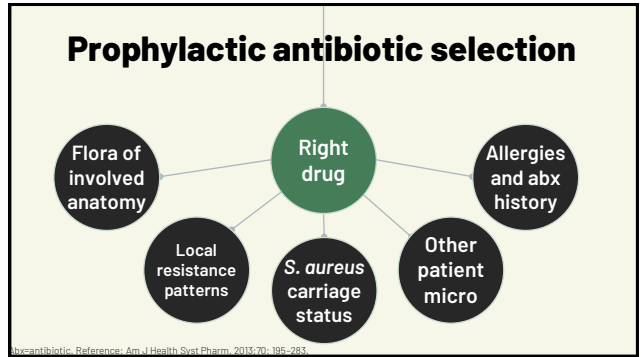 Prophylactic antibiotic selection
Right
drug
Flora of
involved
anatomy
Local
resistance
patterns
S. aureus
carriage
status
Other
patient
micro
Allergies
and abx
history
Abx=antibiotic. Reference: Am J Health Syst Pharm. 2013;70: 195-283.